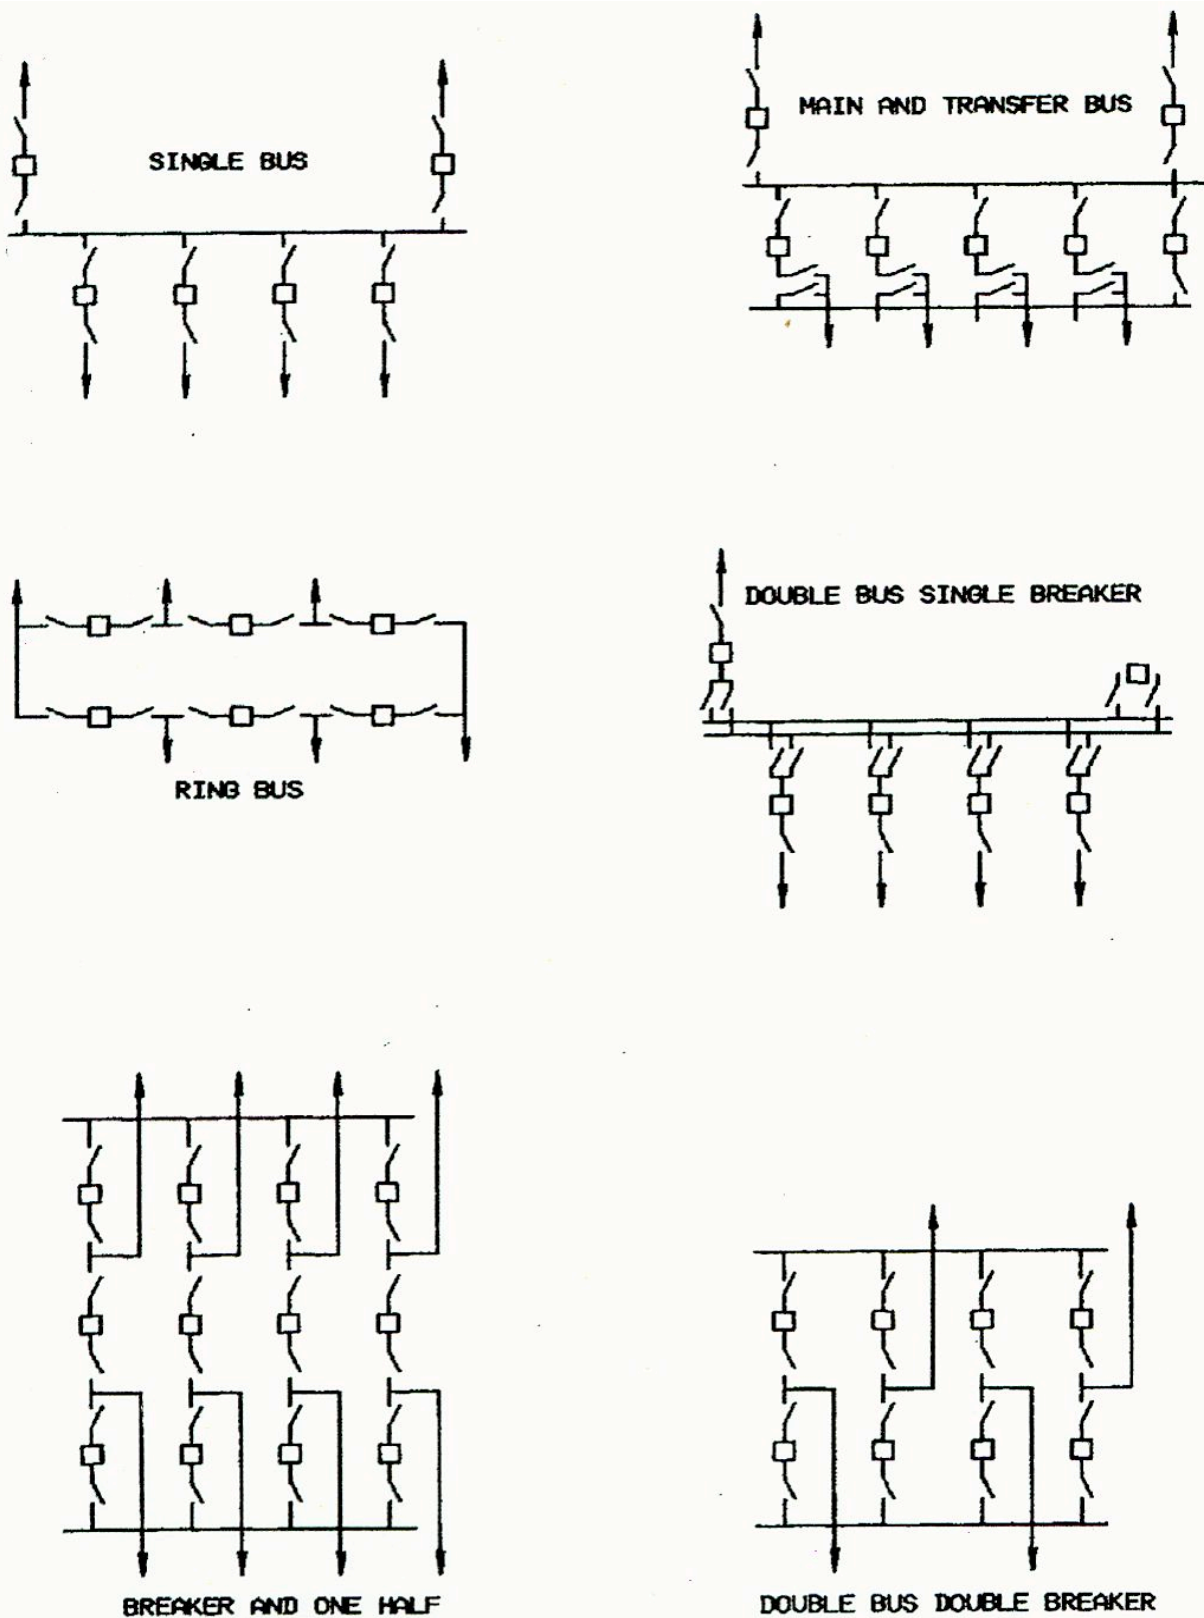 SINGLE BUS
MAIN AND TRANSFER BUS
RING BUS
DOUBLE BUS SINGLE BREAKER
BREAKER AND ONE HALF
DOUBLE BUS DOUBLE BREAKER